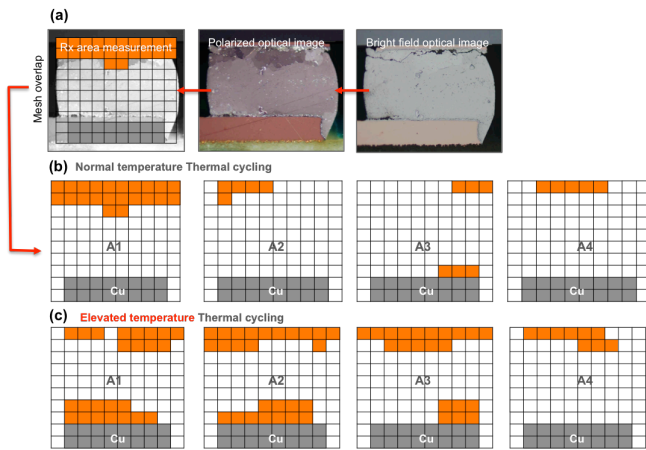 (a)
Rx area measurement
Polarized optical image
Bright field optical image
Mesh overlap
(b) Normal temperature Thermal cycling
A1
A2
A3
A4
Cu
Cu
Cu
Cu
(c) Elevated temperature Thermal cycling
A1
A2
A3
A4
Cu
Cu
Cu
Cu